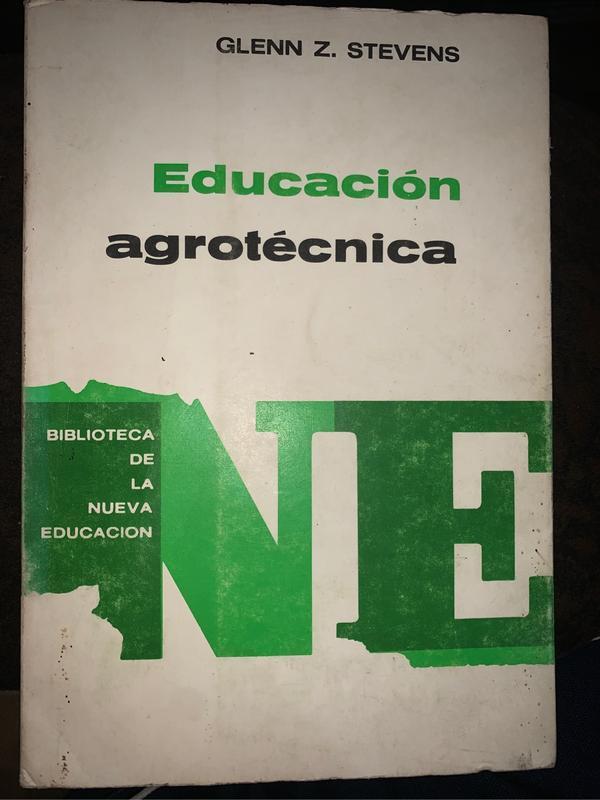 GLENN Z. STEVENS
Educación
agrotécnica
BIBLIOTECA
DE
LA
NUEVA
EDUCACION
NE